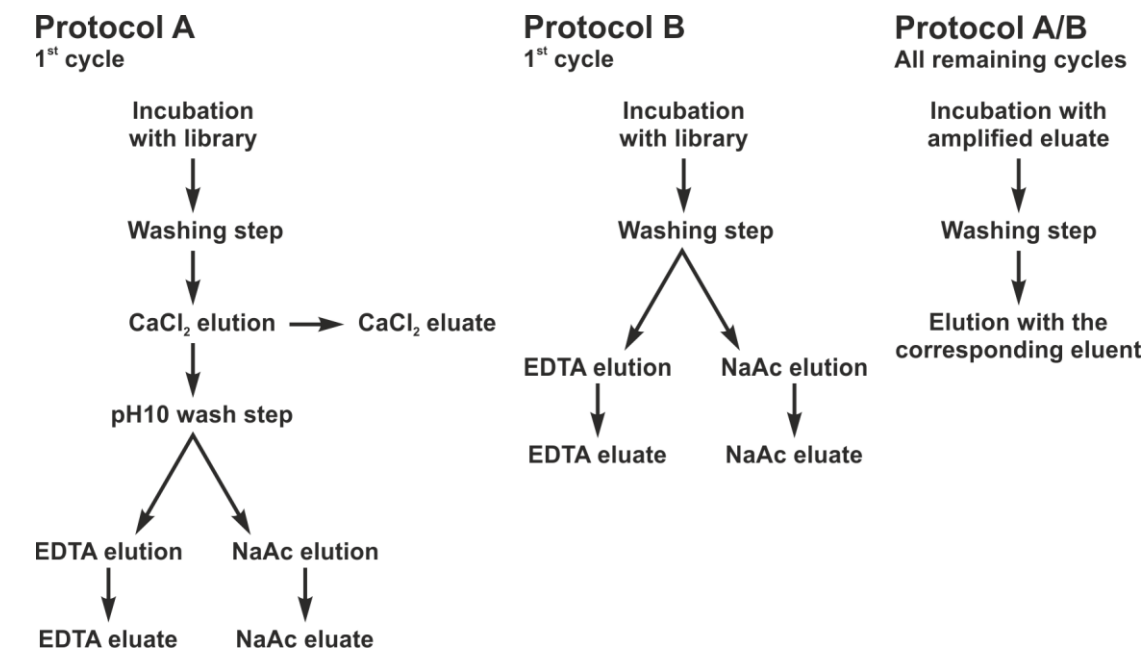 Protocol A
1st cycle
Incubation
with library
Washing step
CaCl2 elution
CaCl2 eluate
pH10 wash step
EDTA elution
NaAc elution
EDTA eluate
NaAc eluate
Protocol B
1st cycle
Incubation
with library
Washing step
EDTA elution
NaAc elution
EDTA eluate
NaAc eluate
Protocol A/B
All remaining cycles
Incubation with
amplified eluate
Washing step
Elution with the
corresponding eluent